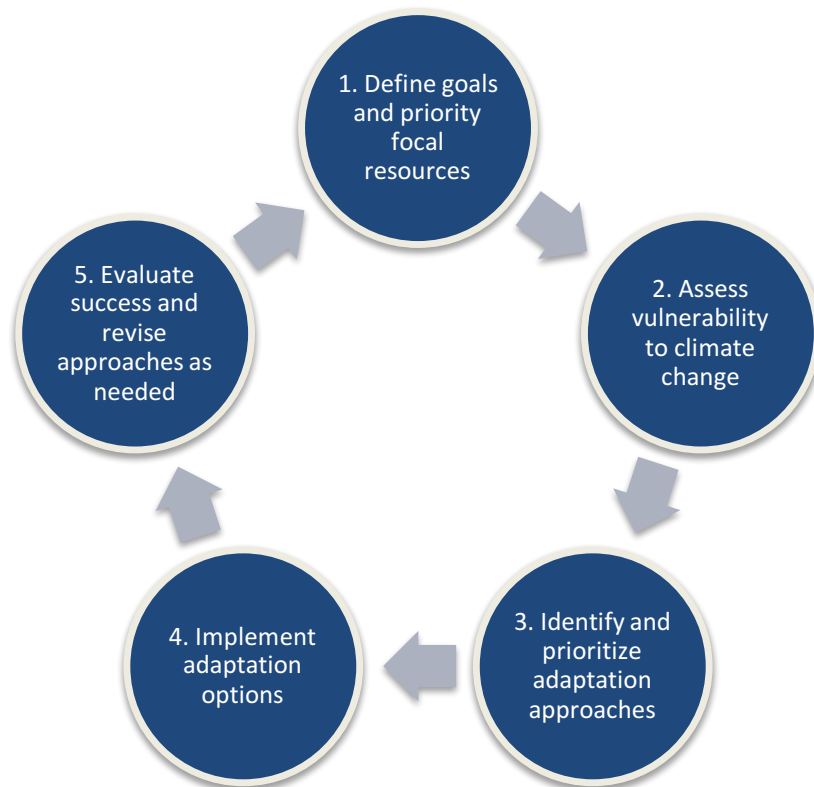 1. Define goals
and priority
focal
resources
2. Assess
vulnerability
to climate
change
3. Identify and
prioritize
adaptation
approaches
4. Implement
adaptation
options
5. Evaluate
success and
revise
approaches as
needed